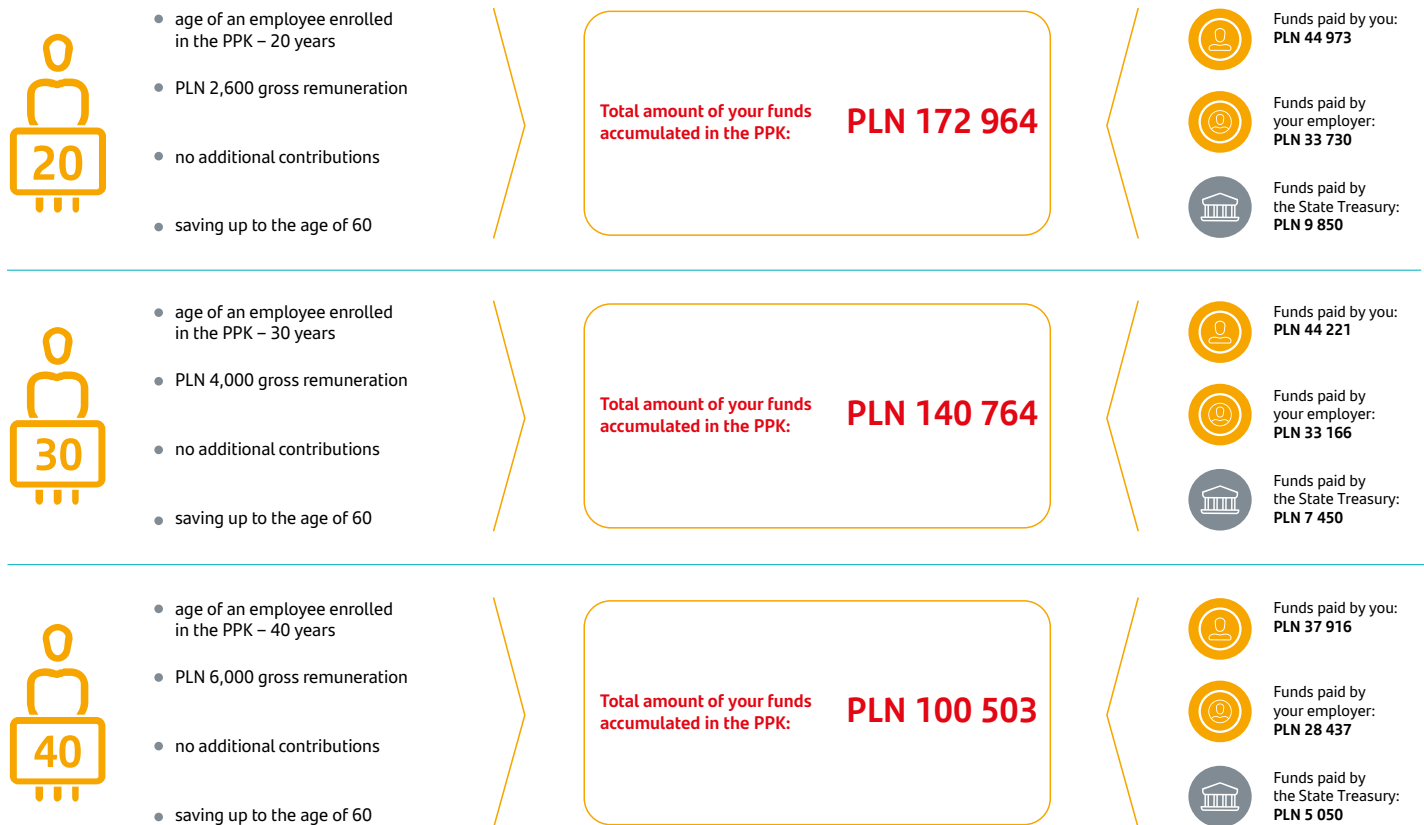 20
age of an employee enrolled
in the PPK – 20 years
PLN 2,600 gross remuneration
no additional contributions
saving up to the age of 60
Total amount of your funds
accumulated in the PPK:
PLN 172 964
Funds paid by you:
PLN 44 973
Funds paid by
your employer:
PLN 33 730
Funds paid by
the State Treasury:
PLN 9 850
30
age of an employee enrolled
in the PPK – 30 years
PLN 4,000 gross remuneration
no additional contributions
saving up to the age of 60
Total amount of your funds
accumulated in the PPK:
PLN 140 764
Funds paid by you:
PLN 44 221
Funds paid by
your employer:
PLN 33 166
Funds paid by
the State Treasury:
PLN 7 450
40
age of an employee enrolled
in the PPK – 40 years
PLN 6,000 gross remuneration
no additional contributions
saving up to the age of 60
Total amount of your funds
accumulated in the PPK:
PLN 100 503
Funds paid by you:
PLN 37 916
Funds paid by
your employer:
PLN 28 437
Funds paid by
the State Treasury:
PLN 5 050